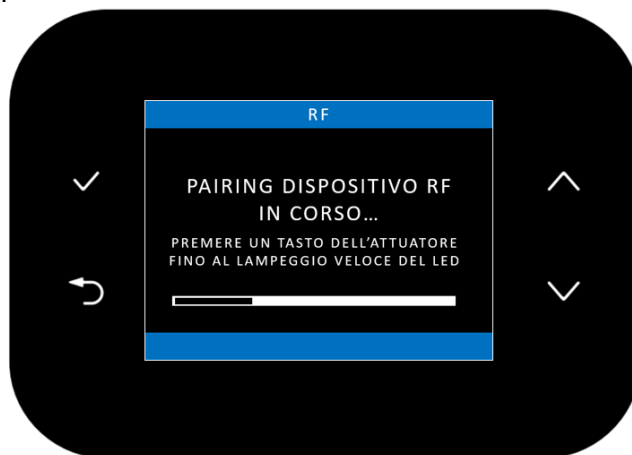 RF
PAIRING DISPOSITIVO RF
IN CORSO...
PREMERE UN TASTO DELL'ATTUATORE
FINO AL LAMPEGGIO VELOCE DEL LED